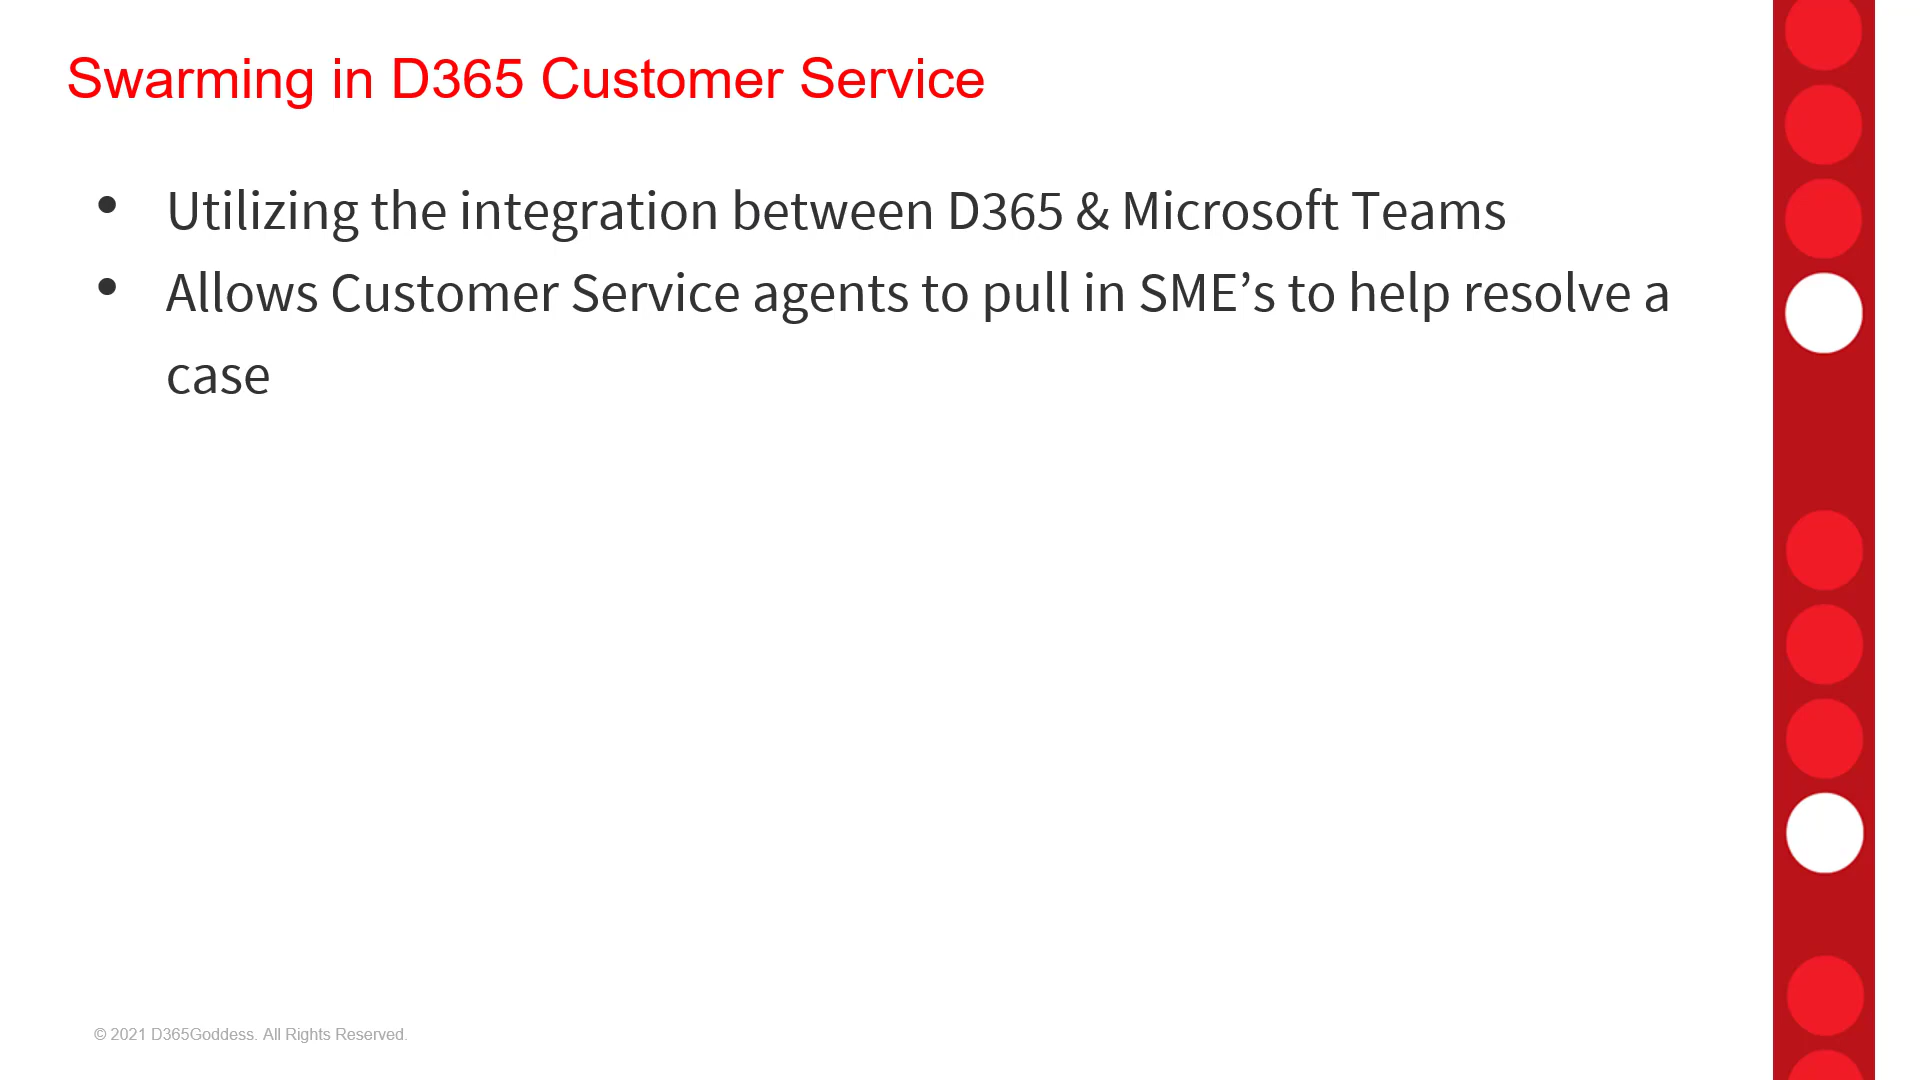 Swarming in D365 Customer Service
• Utilizing the integration between D365 & Microsoft Teams
• Allows Customer Service agents to pull in SME’s to help resolve a
case
© 2021 D365Goddess. All Rights Reserved.